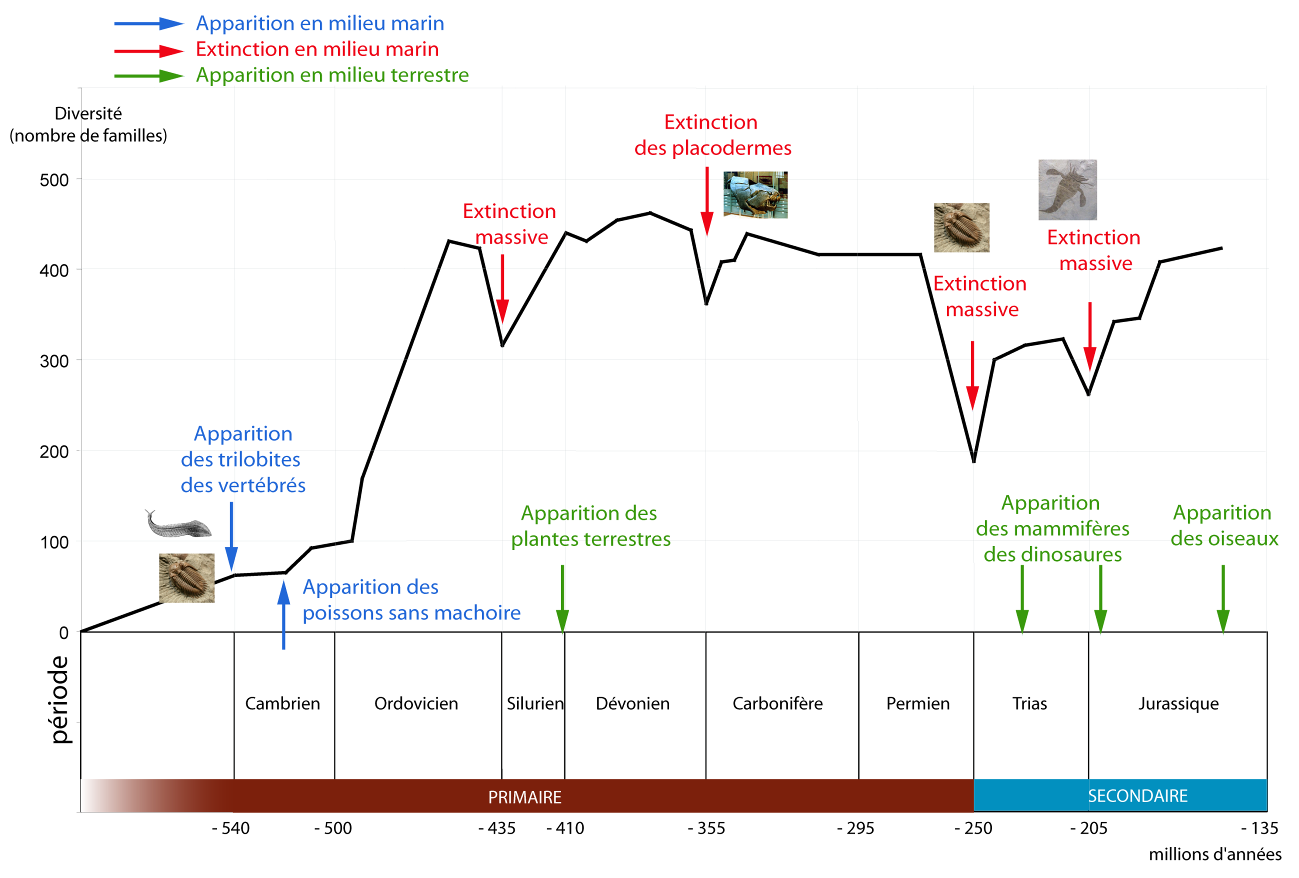 Apparition en milieu marin
Extinction en milieu marin
Apparition en milieu terrestre
Diversité
(nombre de familles)
500
400
300
200
100
0
Extinction
des placodermes
Extinction
massive
Extinction
massive
Extinction
massive
Apparition
des trilobites
des vertébrés
Apparition des
plantes terrestres
Apparition
des mammifères
des dinosaures
Apparition
des oiseaux
Apparition des
poissons sans machoire
période
Cambrien
Ordovicien
Silurien
Dévonien
Carbonifère
Permien
Trias
Jurassique
PRIMAIRE
SECONDAIRE
- 540
- 500
- 435
- 410
- 355
- 295
- 250
- 205
- 135
millions d'années